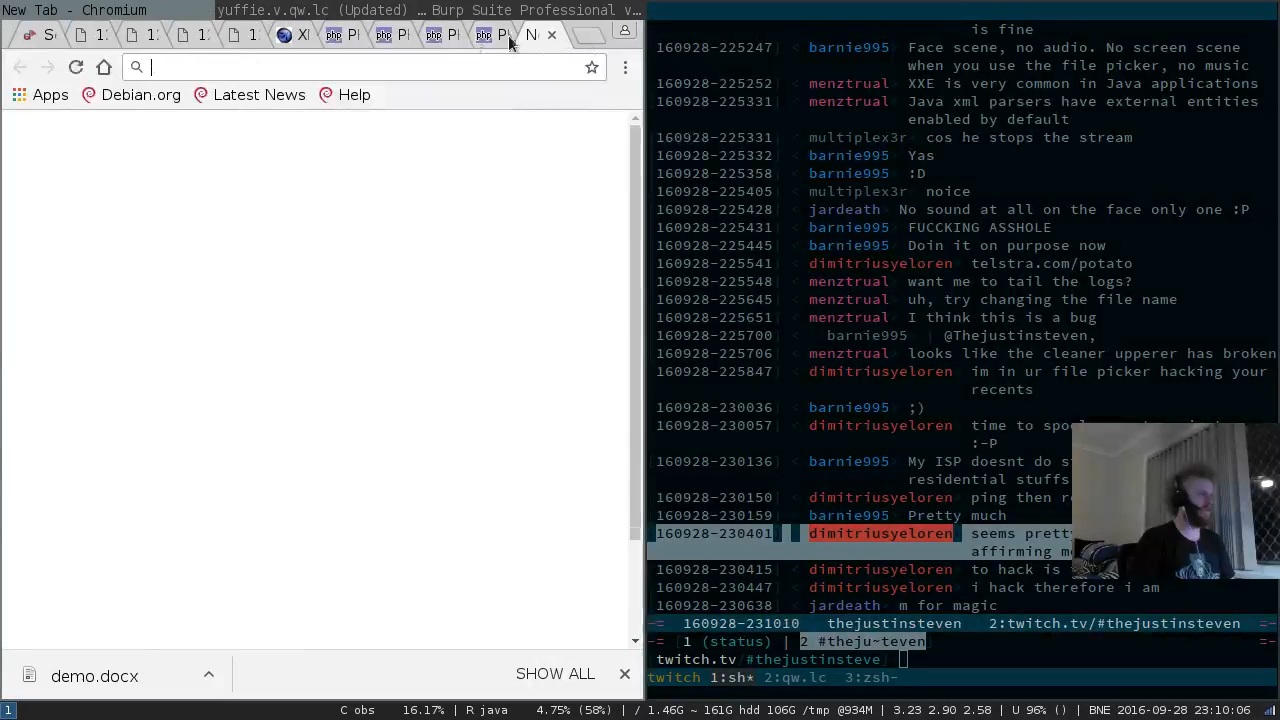 New Tab - Chromium
yuffie.v.qw.lc (Updated) … Burp Suite Professional v…
S 1: 1: 1: 1: XI PI PI PI P Ne
Apps Debian.org Latest News Help
demo.docx SHOW ALL
is fine
160928-225247 < barnie995 Face scene, no audio. No screen scene
when you use the file picker, no music
160928-225252 < menztrual XXE is very common in Java applications
160928-225331 < menztrual Java xml parsers have external entities
enabled by default
160928-225331 < multiplex3r cos he stops the stream
160928-225332 < barnie995 Yas
160928-225358 < barnie995 :D
160928-225405 < multiplex3r noice
160928-225428 < jardeath No sound at all on the face only one :P
160928-225431 < barnie995 FUCCKING ASSHOLE
160928-225445 < barnie995 Doin it on purpose now
160928-225541 < dimitriusyeloren telstra.com/potato
160928-225548 < menztrual want me to tail the logs?
160928-225645 < menztrual uh, try changing the file name
160928-225651 < menztrual I think this is a bug
160928-225700 < barnie995 | @Thejustinsteven,
160928-225706 < menztrual looks like the cleaner upperer has broken
160928-225847 < dimitriusyeloren im in ur file picker hacking your
recents
160928-230036 < barnie995 ;)
160928-230057 < dimitriusyeloren time to
:-P
160928-230136 < barnie995 My ISP doesnt do
residential stuffs
160928-230150 < dimitriusyeloren ping then
160928-230159 < barnie995 Pretty much
160928-230401 dimitriusyeloren seems
affirming
160928-230415 < dimitriusyeloren to hack is
160928-230447 < dimitriusyeloren i hack therefore i am
160928-230638 < jardeath m for magic
-= 160928-231010 thejustinsteven 2:twitch.tv/#thejustinsteven =-
-= [1 (status) | 2 #theju~teven] =-
[twitch.tv/#thejustinsteve]
twitch 1:sh* 2:qw.lc 3:zsh-
1 C obs 16.17% | R java 4.75% (58%) | / 1.46G ~ 161G hdd 106G /tmp @934M | 3.23 2.90 2.58 | U 96% () | BNE 2016-09-28 23:10:06